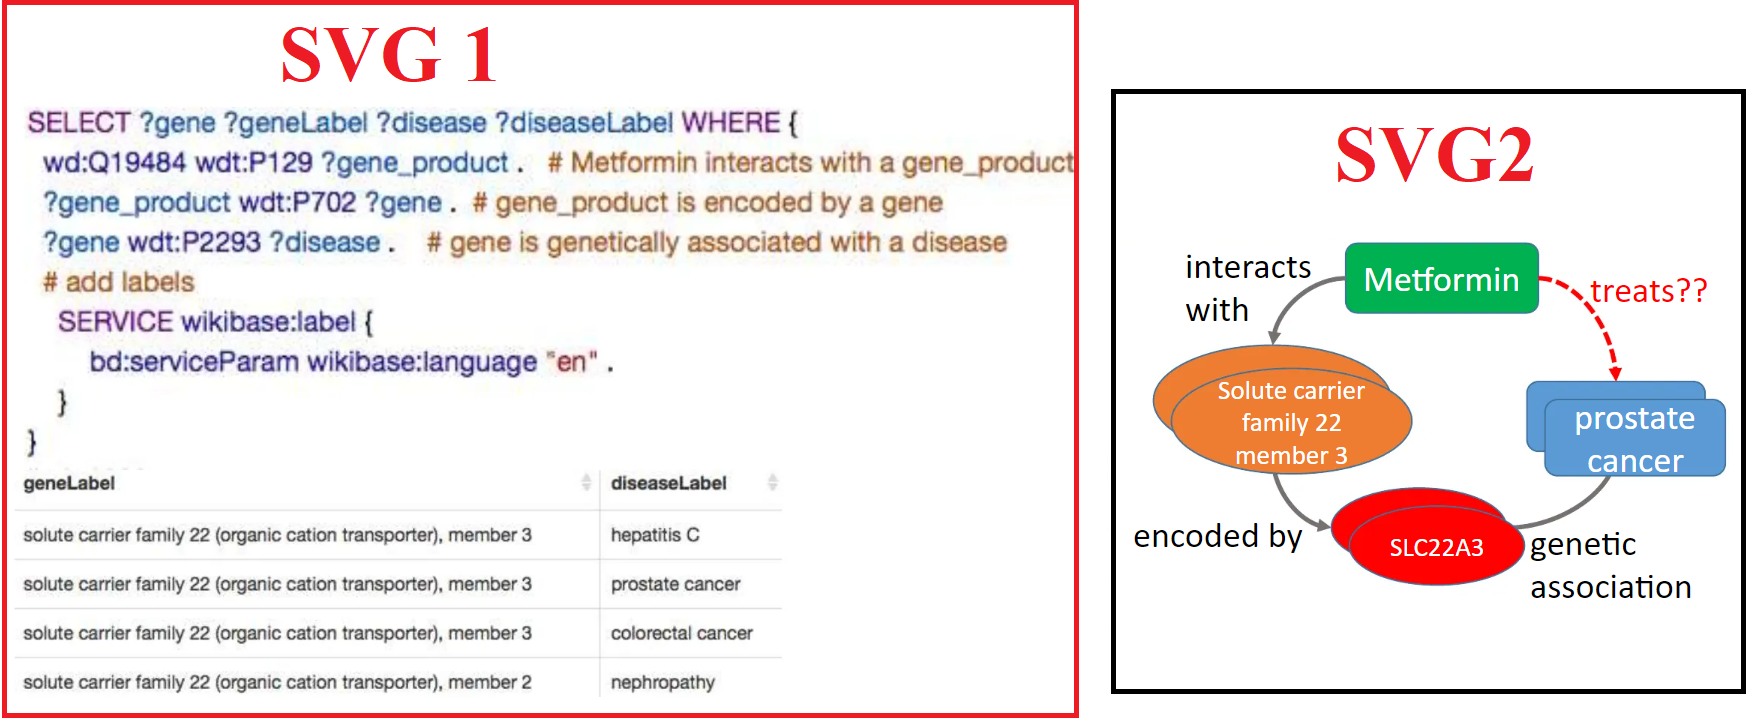 SVG 1
SELECT ?gene ?geneLabel ?disease ?diseaseLabel WHERE {
wd:Q19484 wdt:P129 ?gene_product .   # Metformin interacts with a gene_product
?gene_product wdt:P702 ?gene .  # gene_product is encoded by a gene
?gene wdt:P2293 ?disease .    # gene is genetically associated with a disease
# add labels
SERVICE wikibase:label {
bd:serviceParam wikibase:language "en" .
}
}
geneLabel diseaseLabel
solute carrier family 22 (organic cation transporter), member 3 hepatitis C
solute carrier family 22 (organic cation transporter), member 3 prostate cancer
solute carrier family 22 (organic cation transporter), member 3 colorectal cancer
solute carrier family 22 (organic cation transporter), member 2 nephropathy
SVG2
interacts
with
Metformin
treats??
Solute carrier
family 22
member 3
prostate
cancer
encoded by
SLC22A3
genetic
association